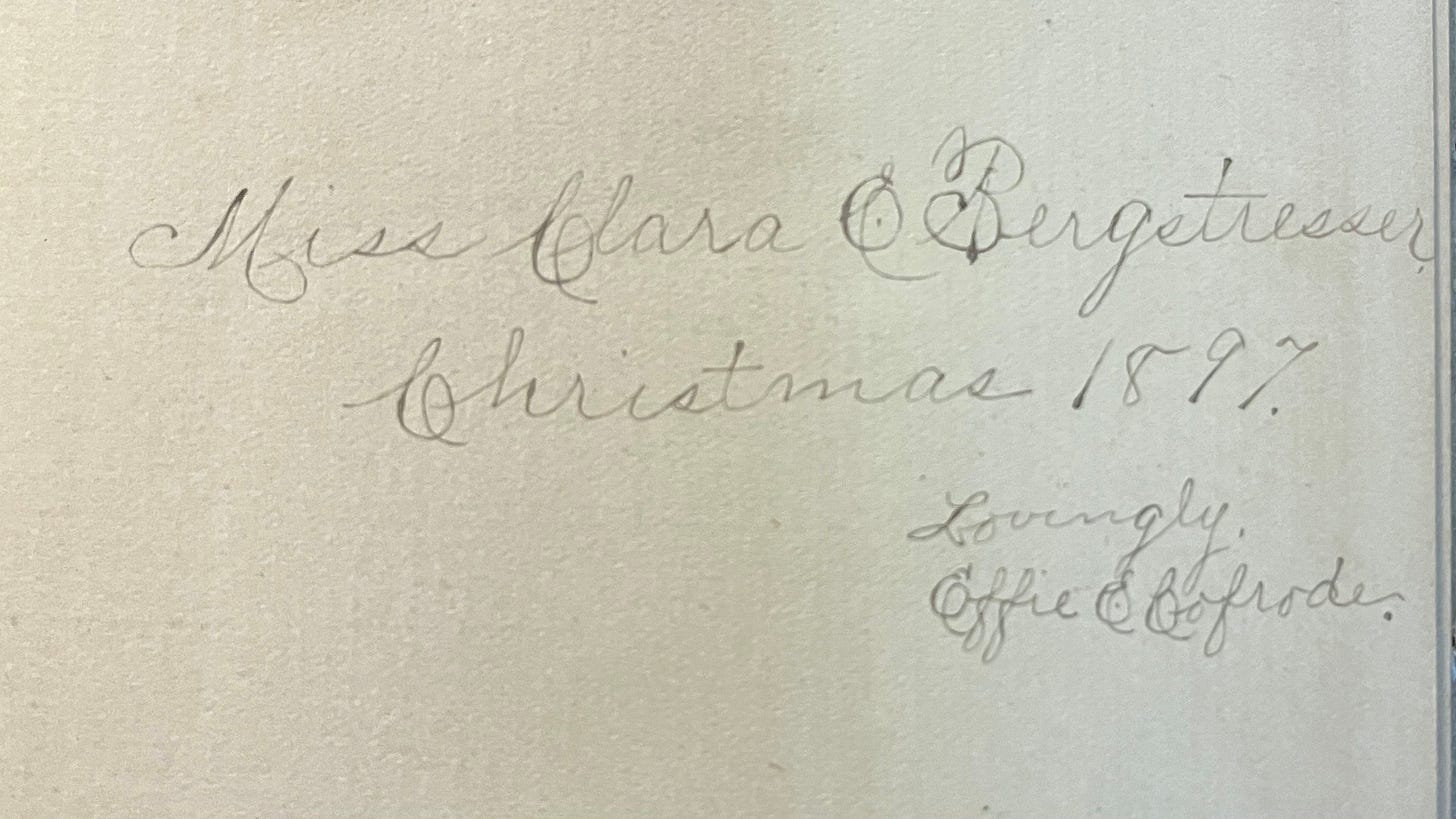 Miss Clara E Bergstresser.
Christmas 1897.
Lovingly.
Effie E Cofrode.